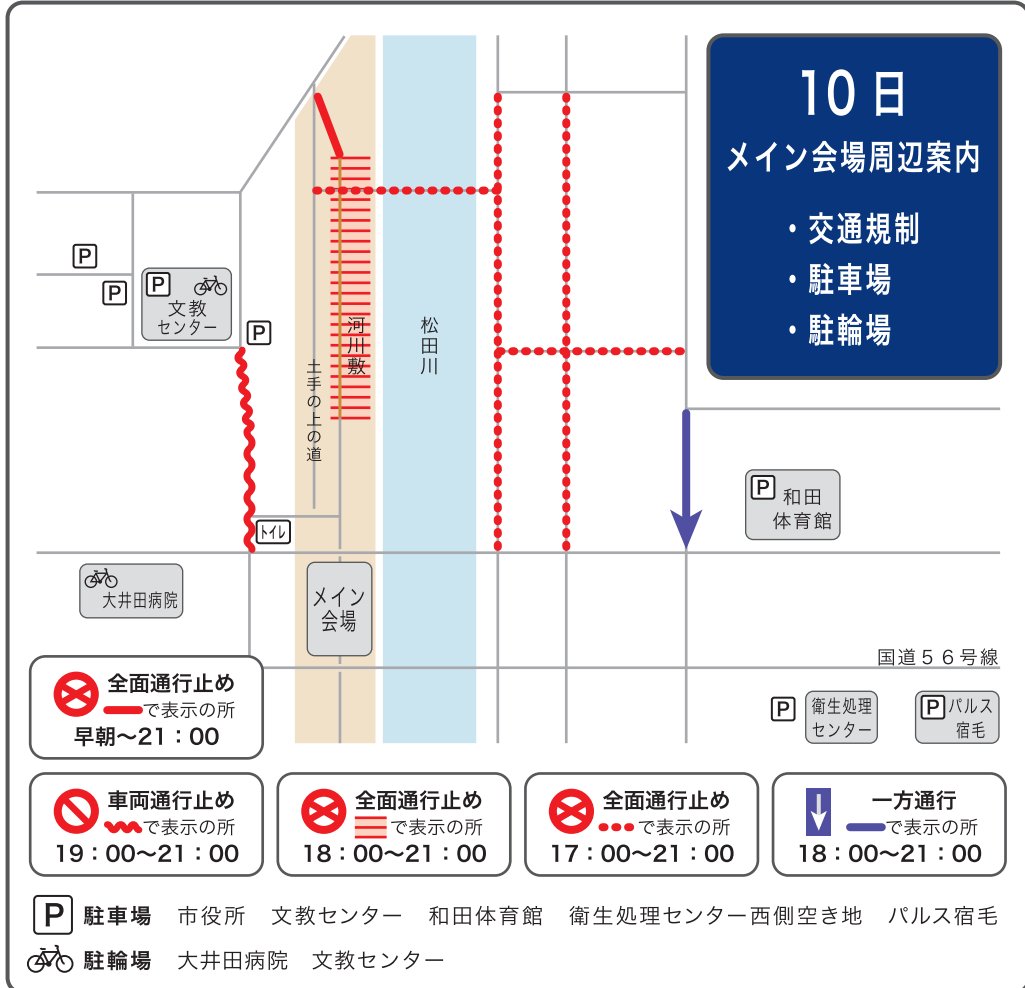 10日
メイン会場周辺案内
・交通規制
・駐車場
・駐輪場
P
P
P
文教
センター
P
河川敷
松田川
土手の上の道
P
和田
体育館
トイレ
大井田病院
メイン
会場
国道56号線
P
衛生処理
センター
P
パルス
宿毛
全面通行止め
で表示の所
早朝〜21：00
車両通行止め
で表示の所
19：00〜21：00
全面通行止め
で表示の所
18：00〜21：00
全面通行止め
で表示の所
17：00〜21：00
一方通行
で表示の所
18：00〜21：00
P 駐車場 市役所 文教センター 和田体育館 衛生処理センター西側空き地 パルス宿毛
駐輪場 大井田病院 文教センター